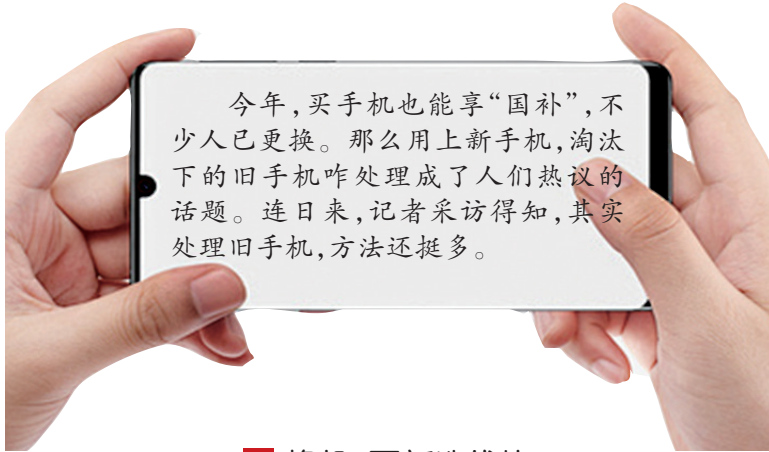 今年,买手机也能享“国补”,不
少人已更换。那么用上新手机,淘汰
下的旧手机咋处理成了人们热议的
话题。连日来,记者采访得知,其实
处理旧手机,方法还挺多。